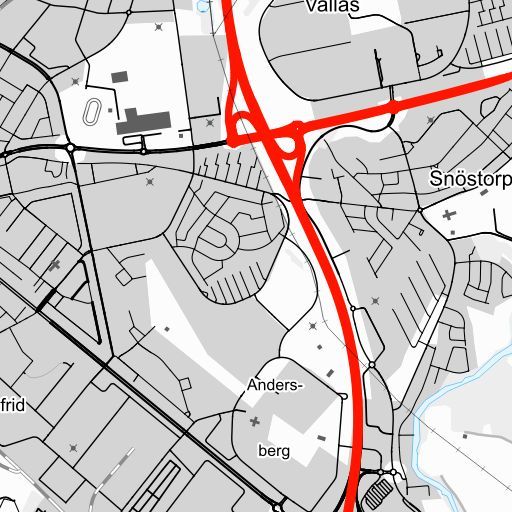 Vallås
Snöstorp
Anders-
frid
berg